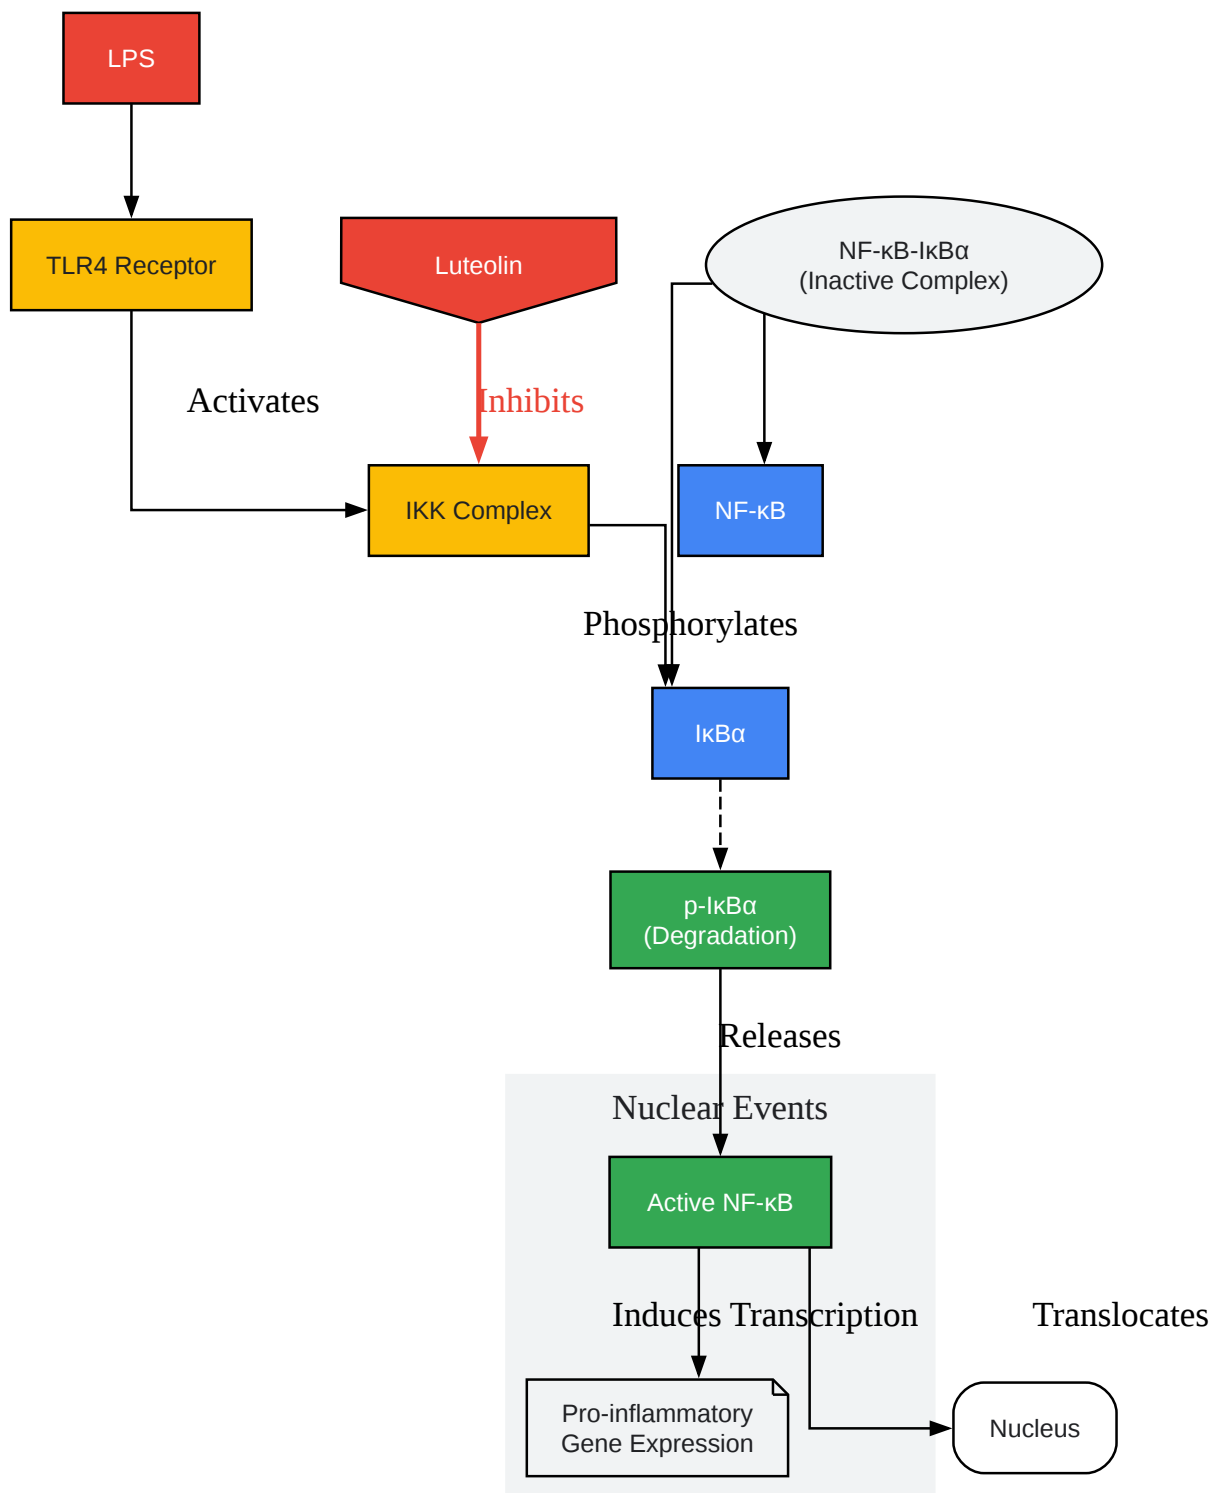 LPS
TLR4 Receptor
Luteolin
NF-κB-IκBα
(Inactive Complex)
Activates
Inhibits
IKK Complex
NF-κB
Phosphorylates
IκBα
p-IκBα
(Degradation)
Releases
Nuclear Events
Active NF-κB
Induces Transcription
Translocates
Pro-inflammatory
Gene Expression
Nucleus